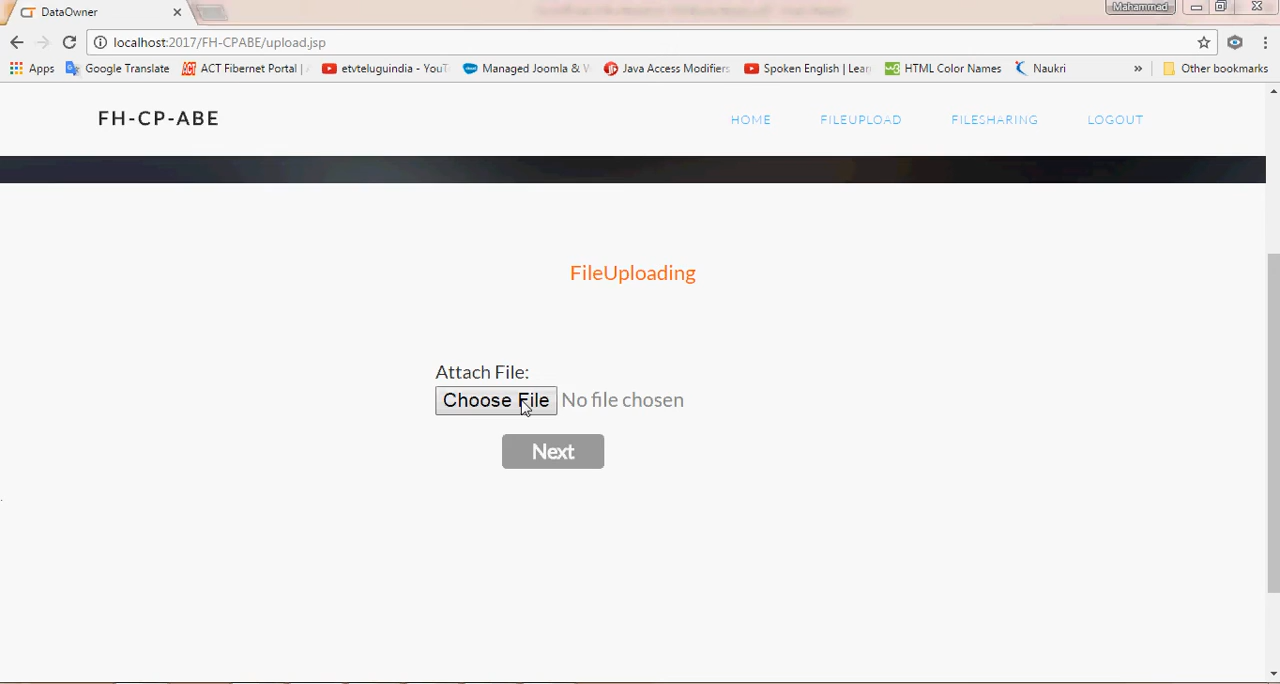 DataOwner
Mahammad
localhost:2017/FH-CPABE/upload.jsp
Apps Google Translate ACT Fibernet Portal | etvteluguindia - YouT Managed Joomla & Java Access Modifiers Spoken English | Lear HTML Color Names Naukri » Other bookmarks
FH-CP-ABE HOME FILEUPLOAD FILESHARING LOGOUT
FileUploading
Attach File:
Choose File No file chosen
Next